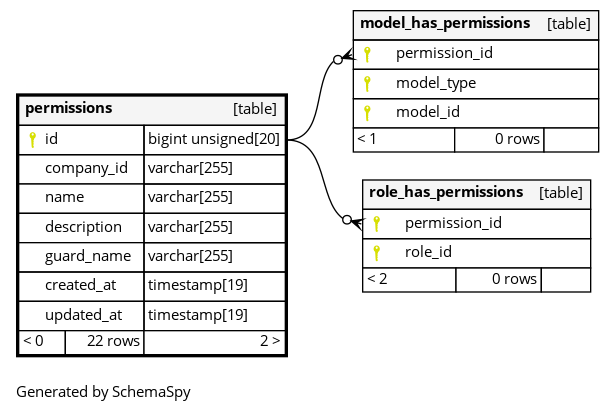 permissions [table]
id bigint unsigned[20]
company_id varchar[255]
name varchar[255]
description varchar[255]
guard_name varchar[255]
created_at timestamp[19]
updated_at timestamp[19]
< 0 22 rows 2 >
model_has_permissions [table]
permission_id
model_type
model_id
< 1 0 rows
role_has_permissions [table]
permission_id
role_id
< 2 0 rows
Generated by SchemaSpy